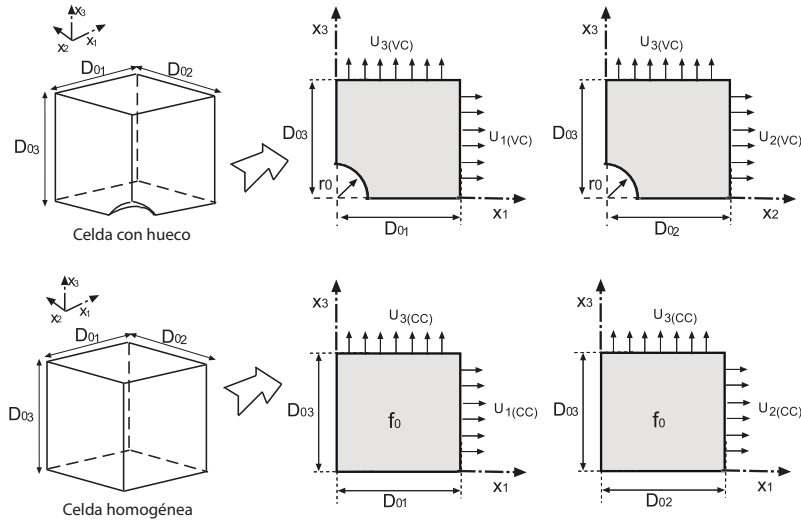 x3
x2 x1
D01 D02
D03
Celda con hueco
x3
U3(VC)
D03
U1(VC)
r0
x1
D01
x3
U3(VC)
D03
U2(VC)
r0
x2
D02
x3
x2 x1
D01 D02
D03
Celda homogénea
x3
U3(CC)
D03
U1(CC)
f0
x1
D01
x3
U3(CC)
D03
U2(CC)
f0
x1
D02